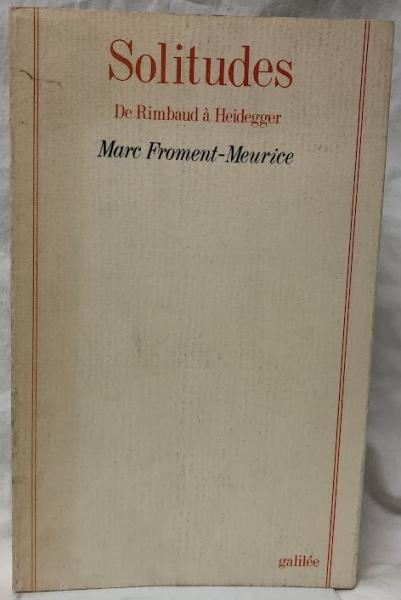 Solitudes
De Rimbaud à Heidegger
Marc Froment-Meurice
galilée